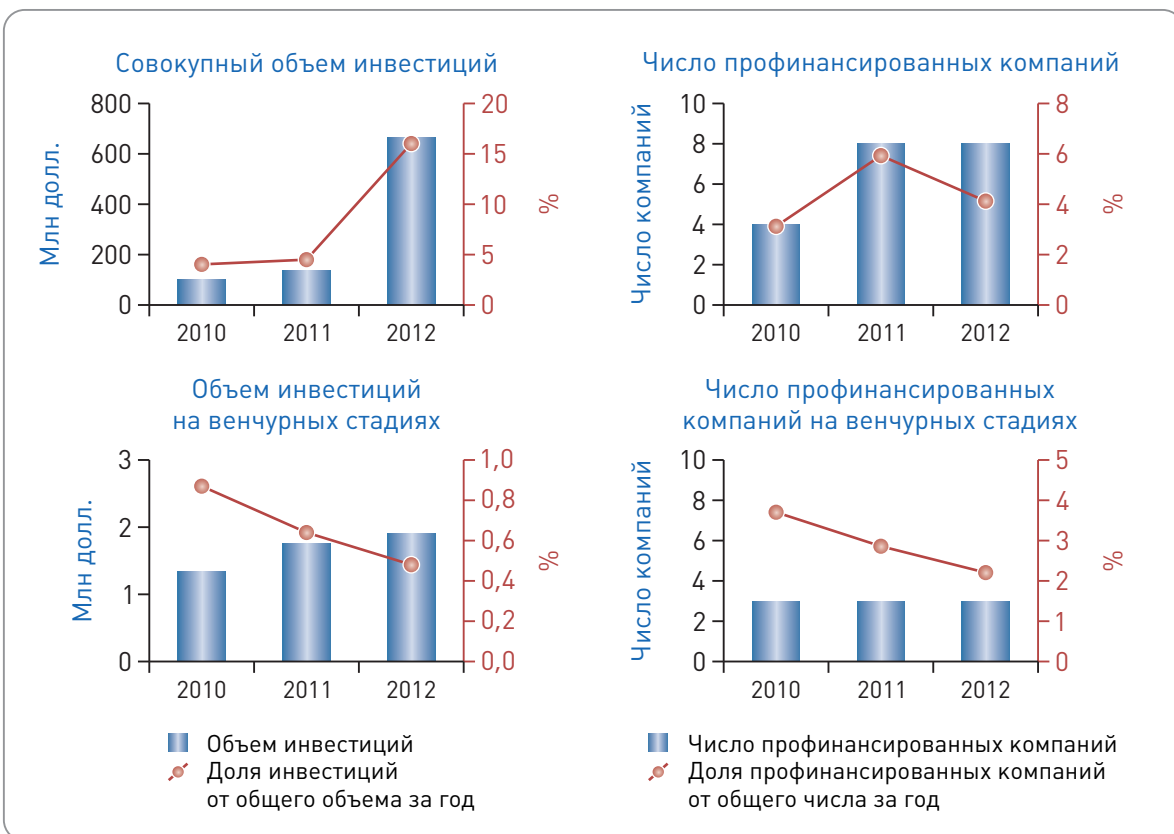 Совокупный объем инвестиций
Млн долл.
800
600
400
200
0
20
15
10
5
0
%
2010 2011 2012
Число профинансированных компаний
Число компаний
10
8
6
4
2
0
8
6
4
2
0
%
2010 2011 2012
Объем инвестиций
на венчурных стадиях
Млн долл.
3
2
1
0
1,0
0,8
0,6
0,4
0,2
0,0
%
2010 2011 2012
Число профинансированных
компаний на венчурных стадиях
Число компаний
10
8
6
4
2
0
5
4
3
2
1
0
%
2010 2011 2012
Объем инвестиций
Доля инвестиций
от общего объема за год
Число профинансированных компаний
Доля профинансированных компаний
от общего числа за год